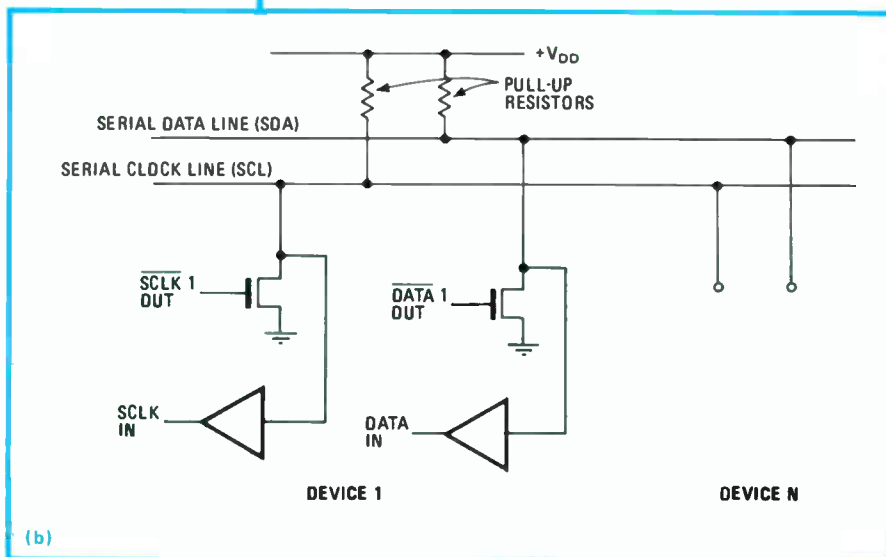 +VDD
PULL-UP
RESISTORS
SERIAL DATA LINE (SDA)
SERIAL CLOCK LINE (SCL)
SCLK 1
OUT
DATA 1
OUT
SCLK
IN
DATA
IN
DEVICE 1
DEVICE N
(b)